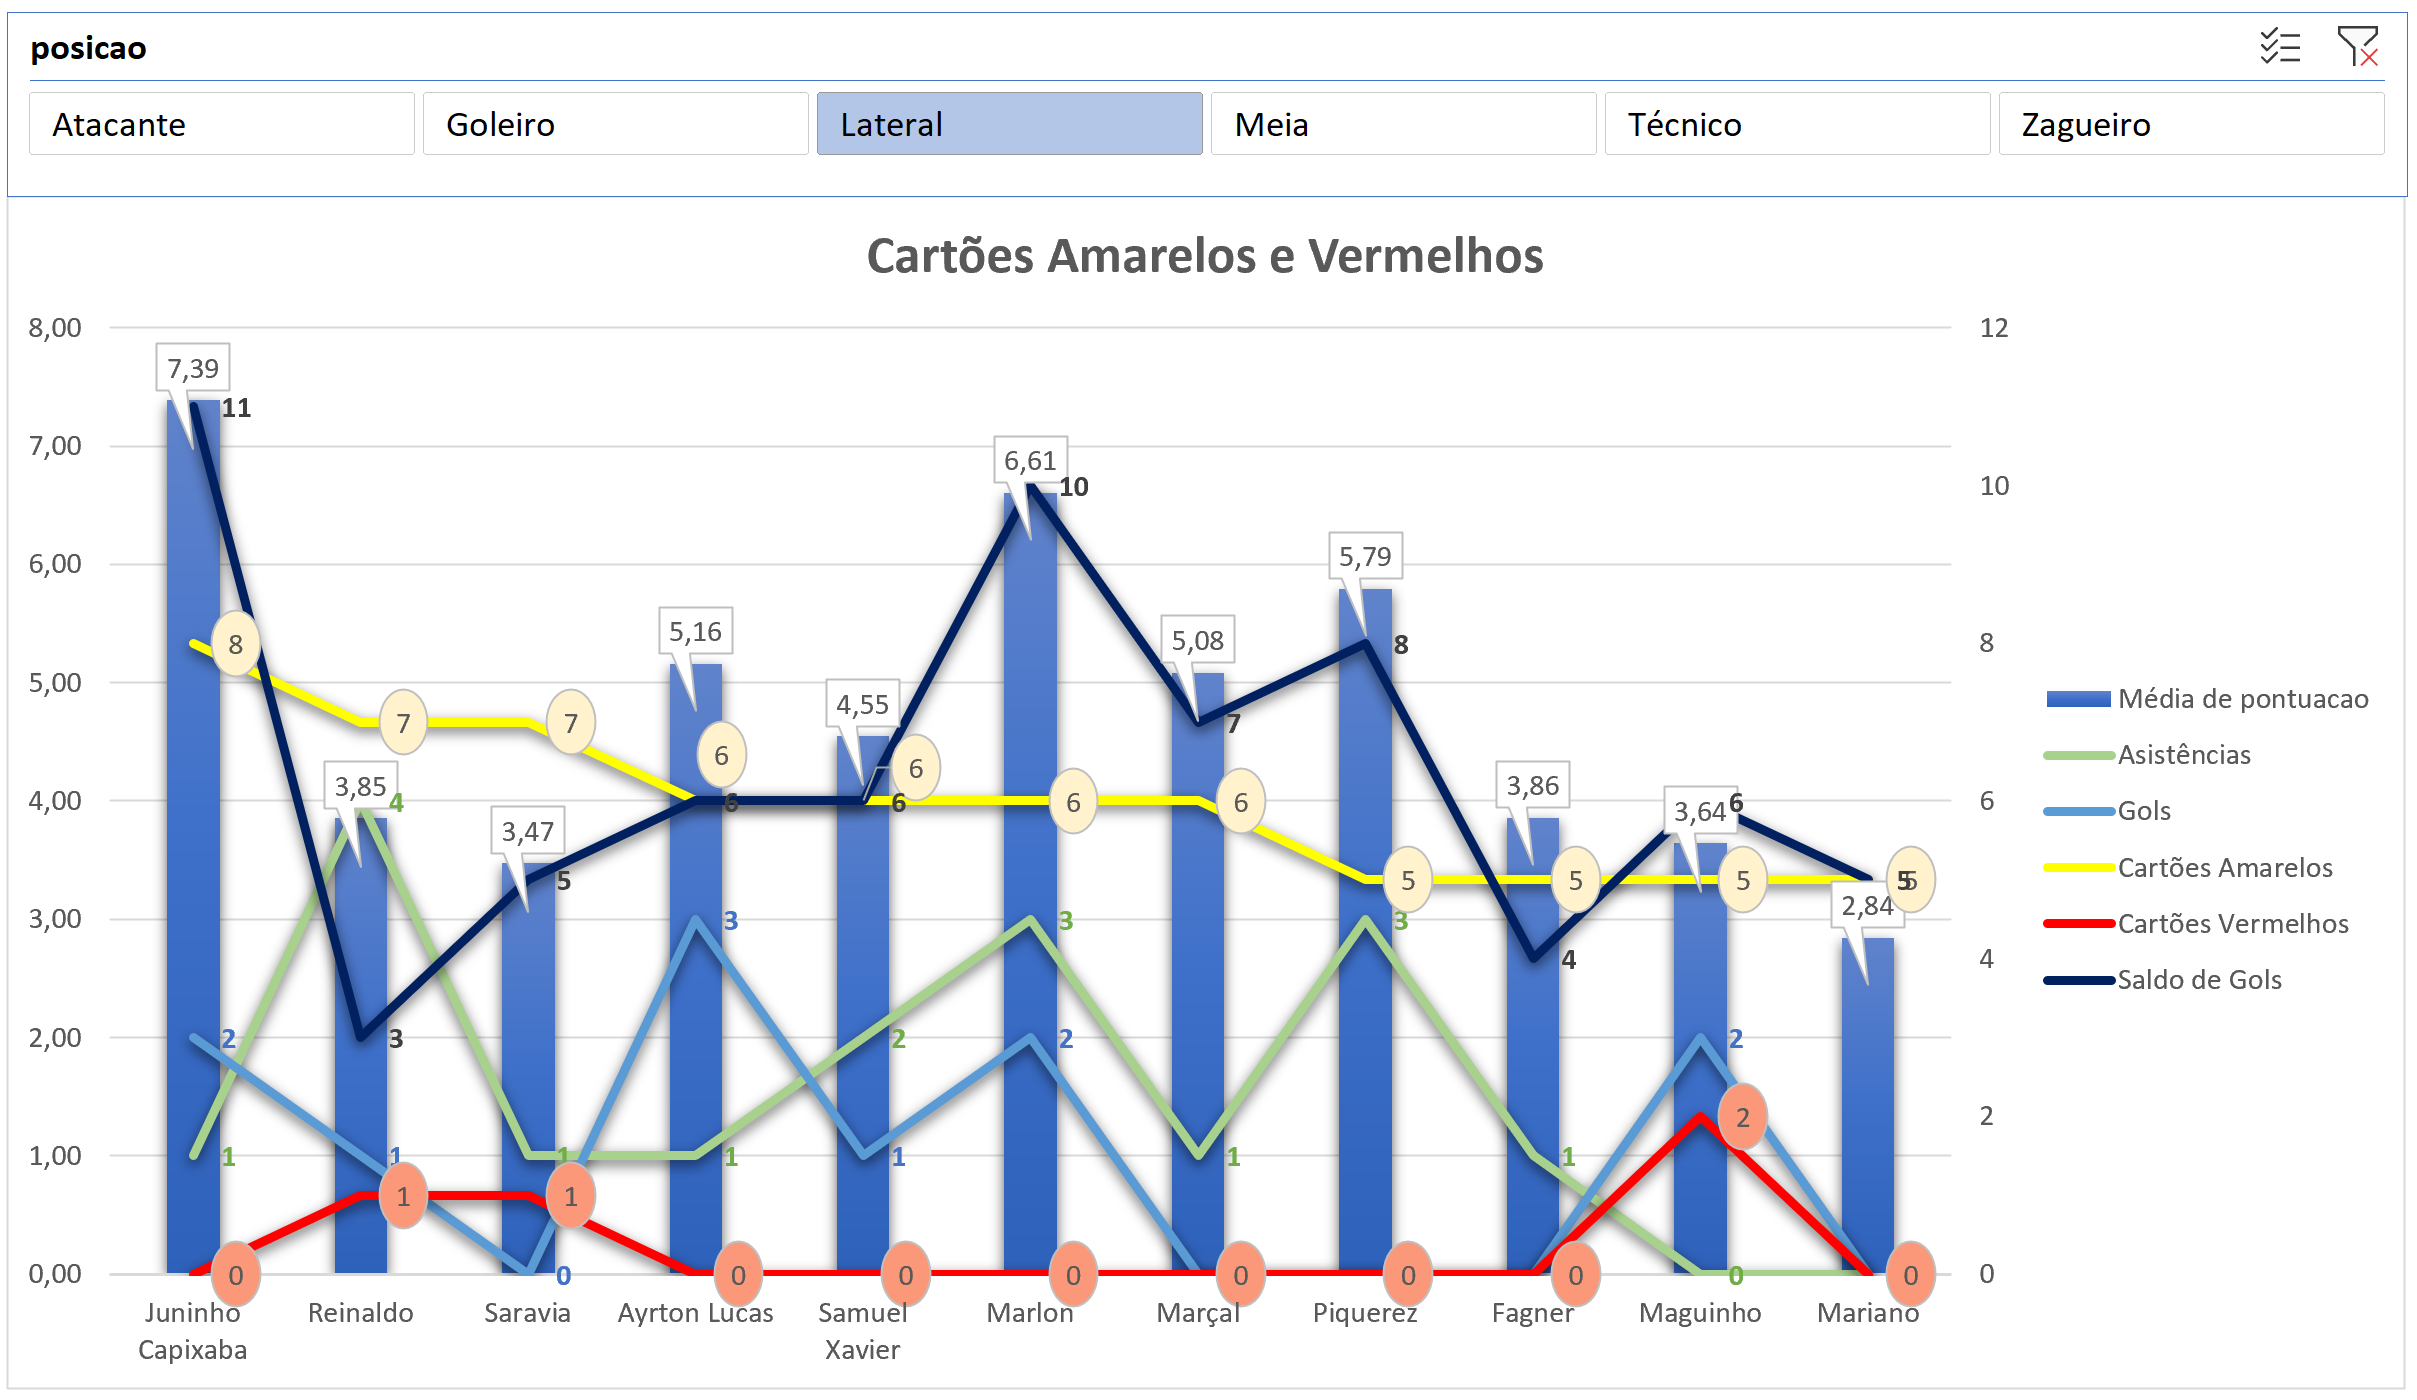 posicao
Atacante Goleiro Lateral Meia Técnico Zagueiro
Cartões Amarelos e Vermelhos
8,00 12
7,39
11
7,00
6,61
10 10
6,00
5,79
5,16 5,08
8 8 8
5,00
4,55
7 7 7
6 6
3,85 3,47 3,86 3,64
4,00 4 6 6 6 6 6 6
5 5 5 5 5 5
2,84
3,00 3 3 3
4 4
2,00 2 3 2 2 2
2 2
1,00 1 1 1 1 1 1 1
1 1
0,00 0 0 0 0 0 0 0 0 0 0 0
Média de pontuacao
Asistências
Gols
Cartões Amarelos
Cartões Vermelhos
Saldo de Gols
Juninho Reinaldo Saravia Ayrton Lucas Samuel Marlon Marçal Piquerez Fagner Maguinho Mariano
Capixaba Xavier